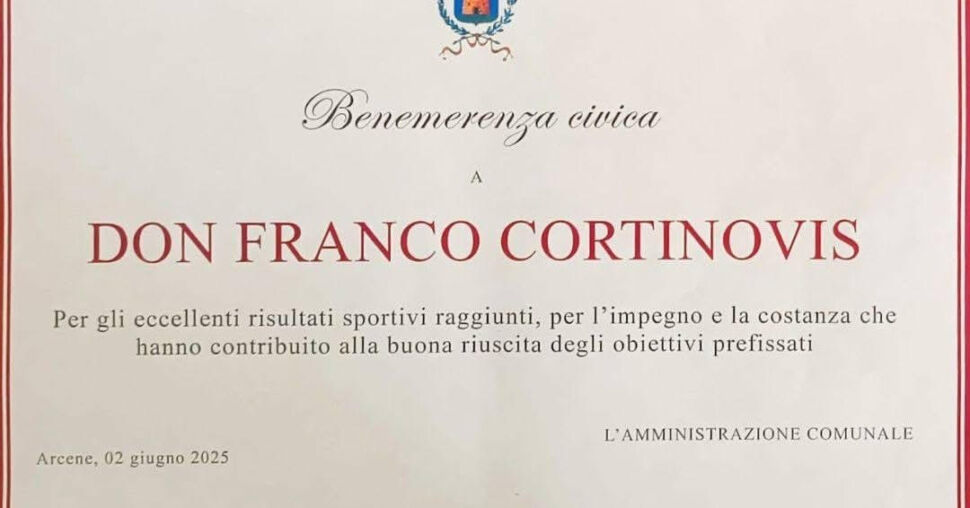 Benemerenza civica
A
DON FRANCO CORTINOVIS
Per gli eccellenti risultati sportivi raggiunti, per l'impegno e la costanza che
hanno contribuito alla buona riuscita degli obiettivi prefissati
L'AMMINISTRAZIONE COMUNALE
Arcene, 02 giugno 2025